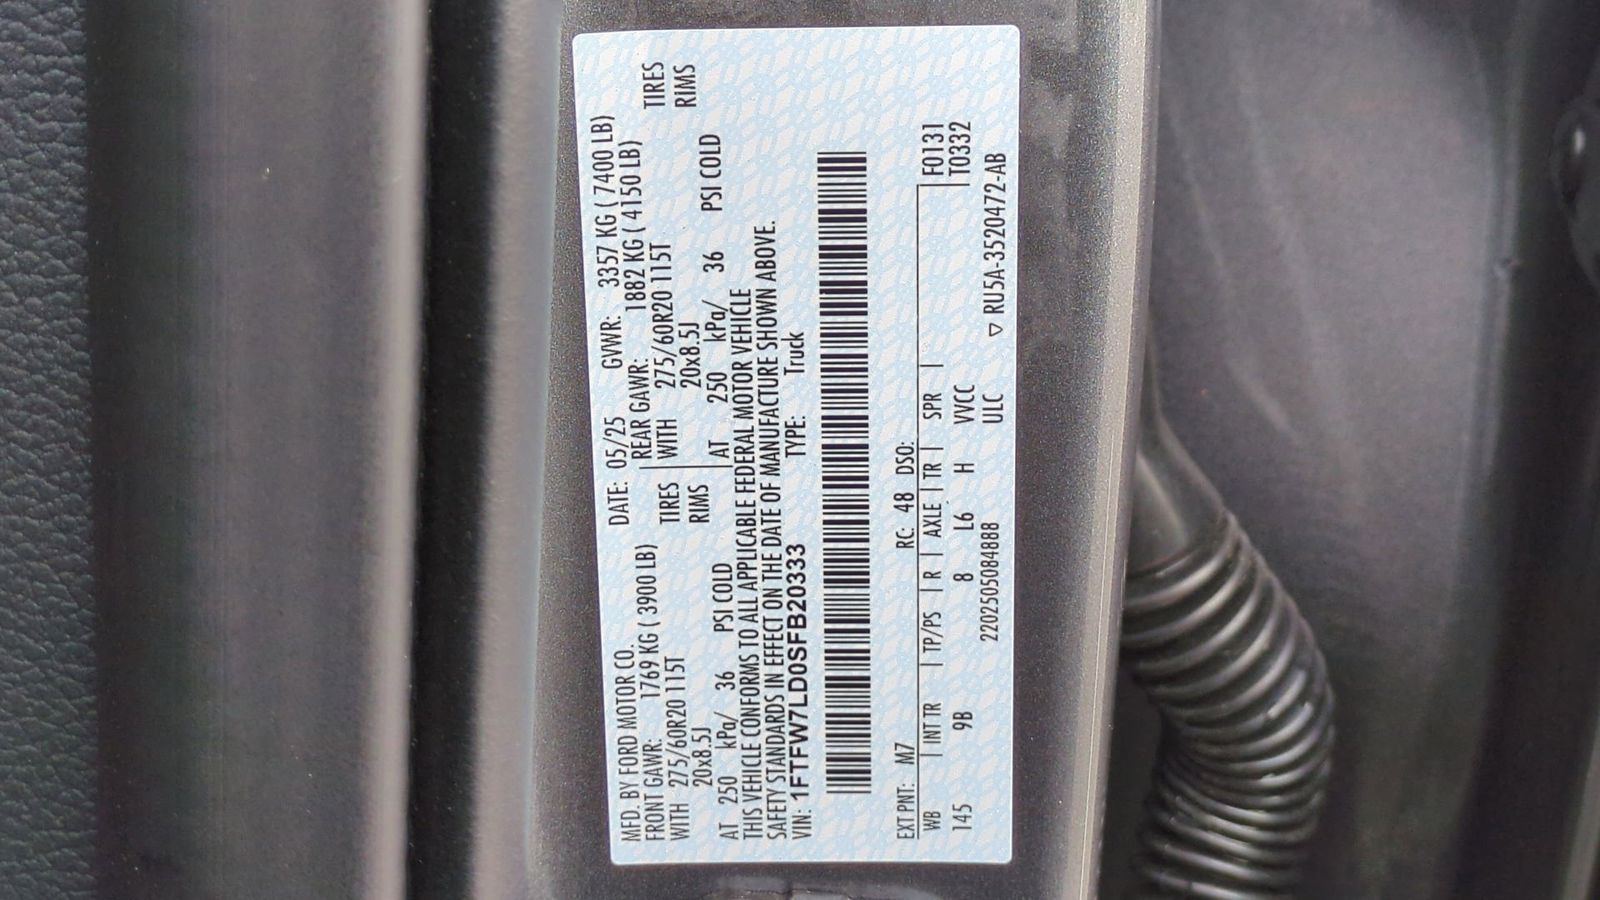 MFD. BY FORD MOTOR CO. DATE: 05/25 GVWR: 3357 KG ( 7400 LB)
FRONT GAWR: 1769 KG ( 3900 LB) REAR GAWR: 1882 KG ( 4150 LB)
WITH 275/60R20 115T TIRES WITH 275/60R20 115T TIRES
20x8.5J RIMS 20x8.5J RIMS
AT 250 kPa/ 36 PSI COLD AT 250 kPa/ 36 PSI COLD
THIS VEHICLE CONFORMS TO ALL APPLICABLE FEDERAL MOTOR VEHICLE
SAFETY STANDARDS IN EFFECT ON THE DATE OF MANUFACTURE SHOWN ABOVE.
VIN: 1FTFW7LD0SFB20333 TYPE: Truck
EXT PNT: M7 RC: 48 DSO: F0131
WB INT TR TP/PS R AXLE TR SPR T0332
145 9B 8 L6 H VVCC
220250508​4888 ULC ▽ RU5A-3520472-AB